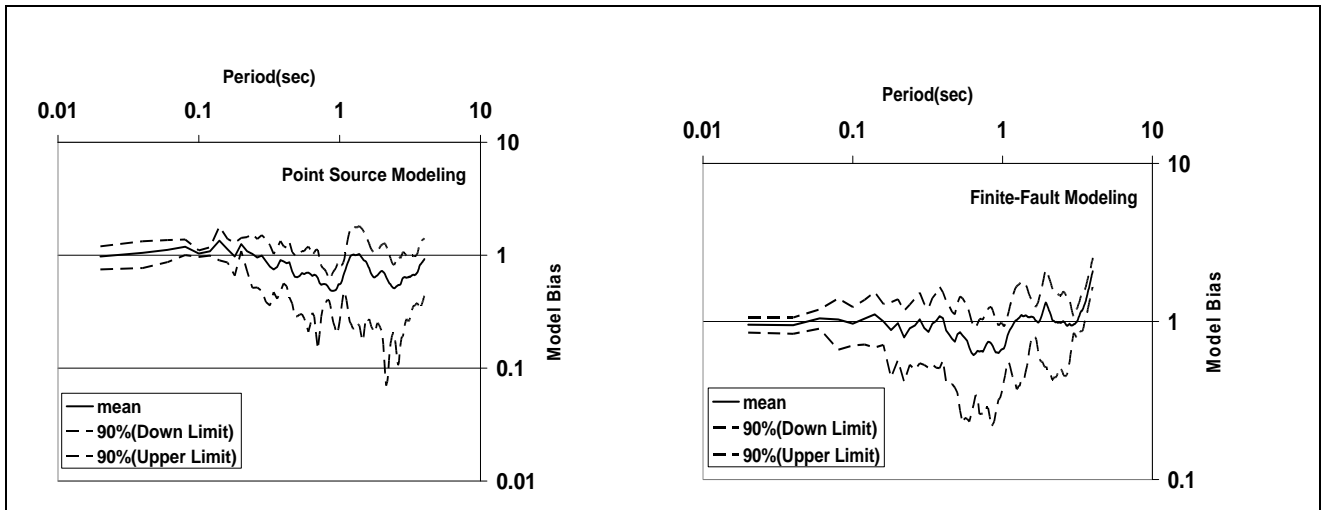 Period(sec)
0.01 0.1 1 10
10
Point Source Modeling
1
Model Bias
0.1
mean
90%(Down Limit)
90%(Upper Limit)
0.01
Period(sec)
0.01 0.1 1 10
10
Finite-Fault Modeling
1
Model Bias
mean
90%(Down Limit)
90%(Upper Limit)
0.1